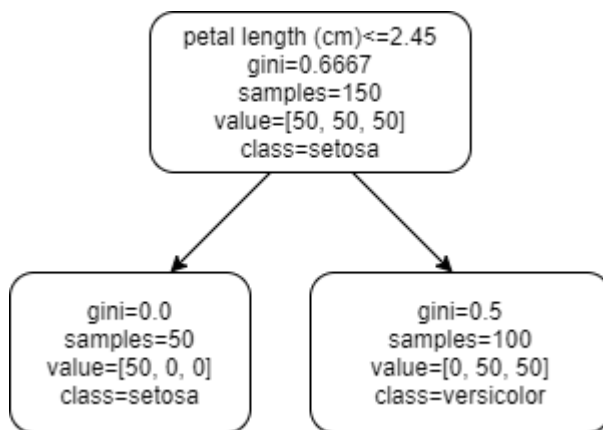 petal length (cm)<=2.45
gini=0.6667
samples=150
value=[50, 50, 50]
class=setosa
gini=0.0
samples=50
value=[50, 0, 0]
class=setosa
gini=0.5
samples=100
value=[0, 50, 50]
class=versicolor